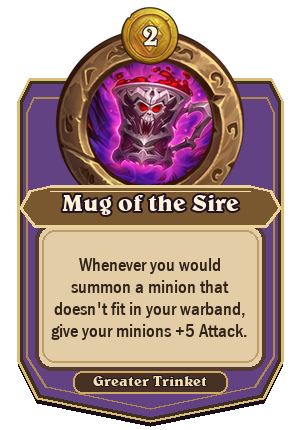 2
Mug of the Sire
Whenever you would
summon a minion that
doesn't fit in your warband,
give your minions +5 Attack.
Greater Trinket